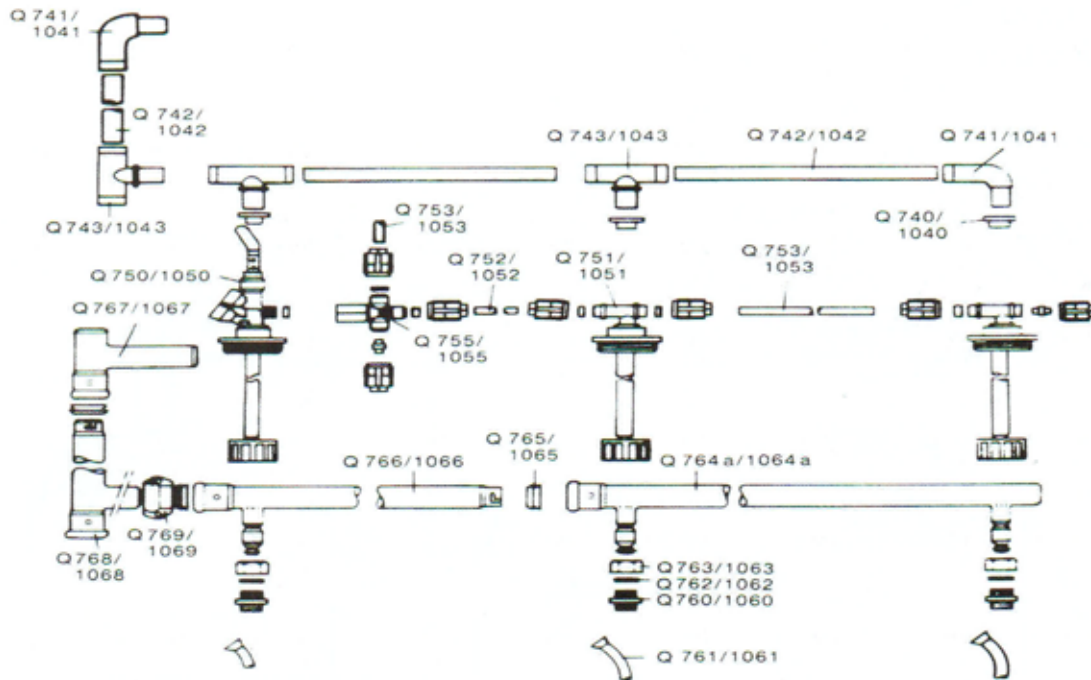 Q 741/
1041
Q 742/
1042
Q 743/1043
Q 742/1042
Q 741/1041
Q 743/1043
Q 753/
1053
Q 740/
1040
Q 750/1050
Q 752/
1052
Q 751/
1051
Q 753/
1053
Q 767/1067
Q 755/
1055
Q 766/1066
Q 765/
1065
Q 764a/1064a
Q 768/
1068
Q 769/
1069
Q 763/1063
Q 762/1062
Q 760/1060
Q 761/1061